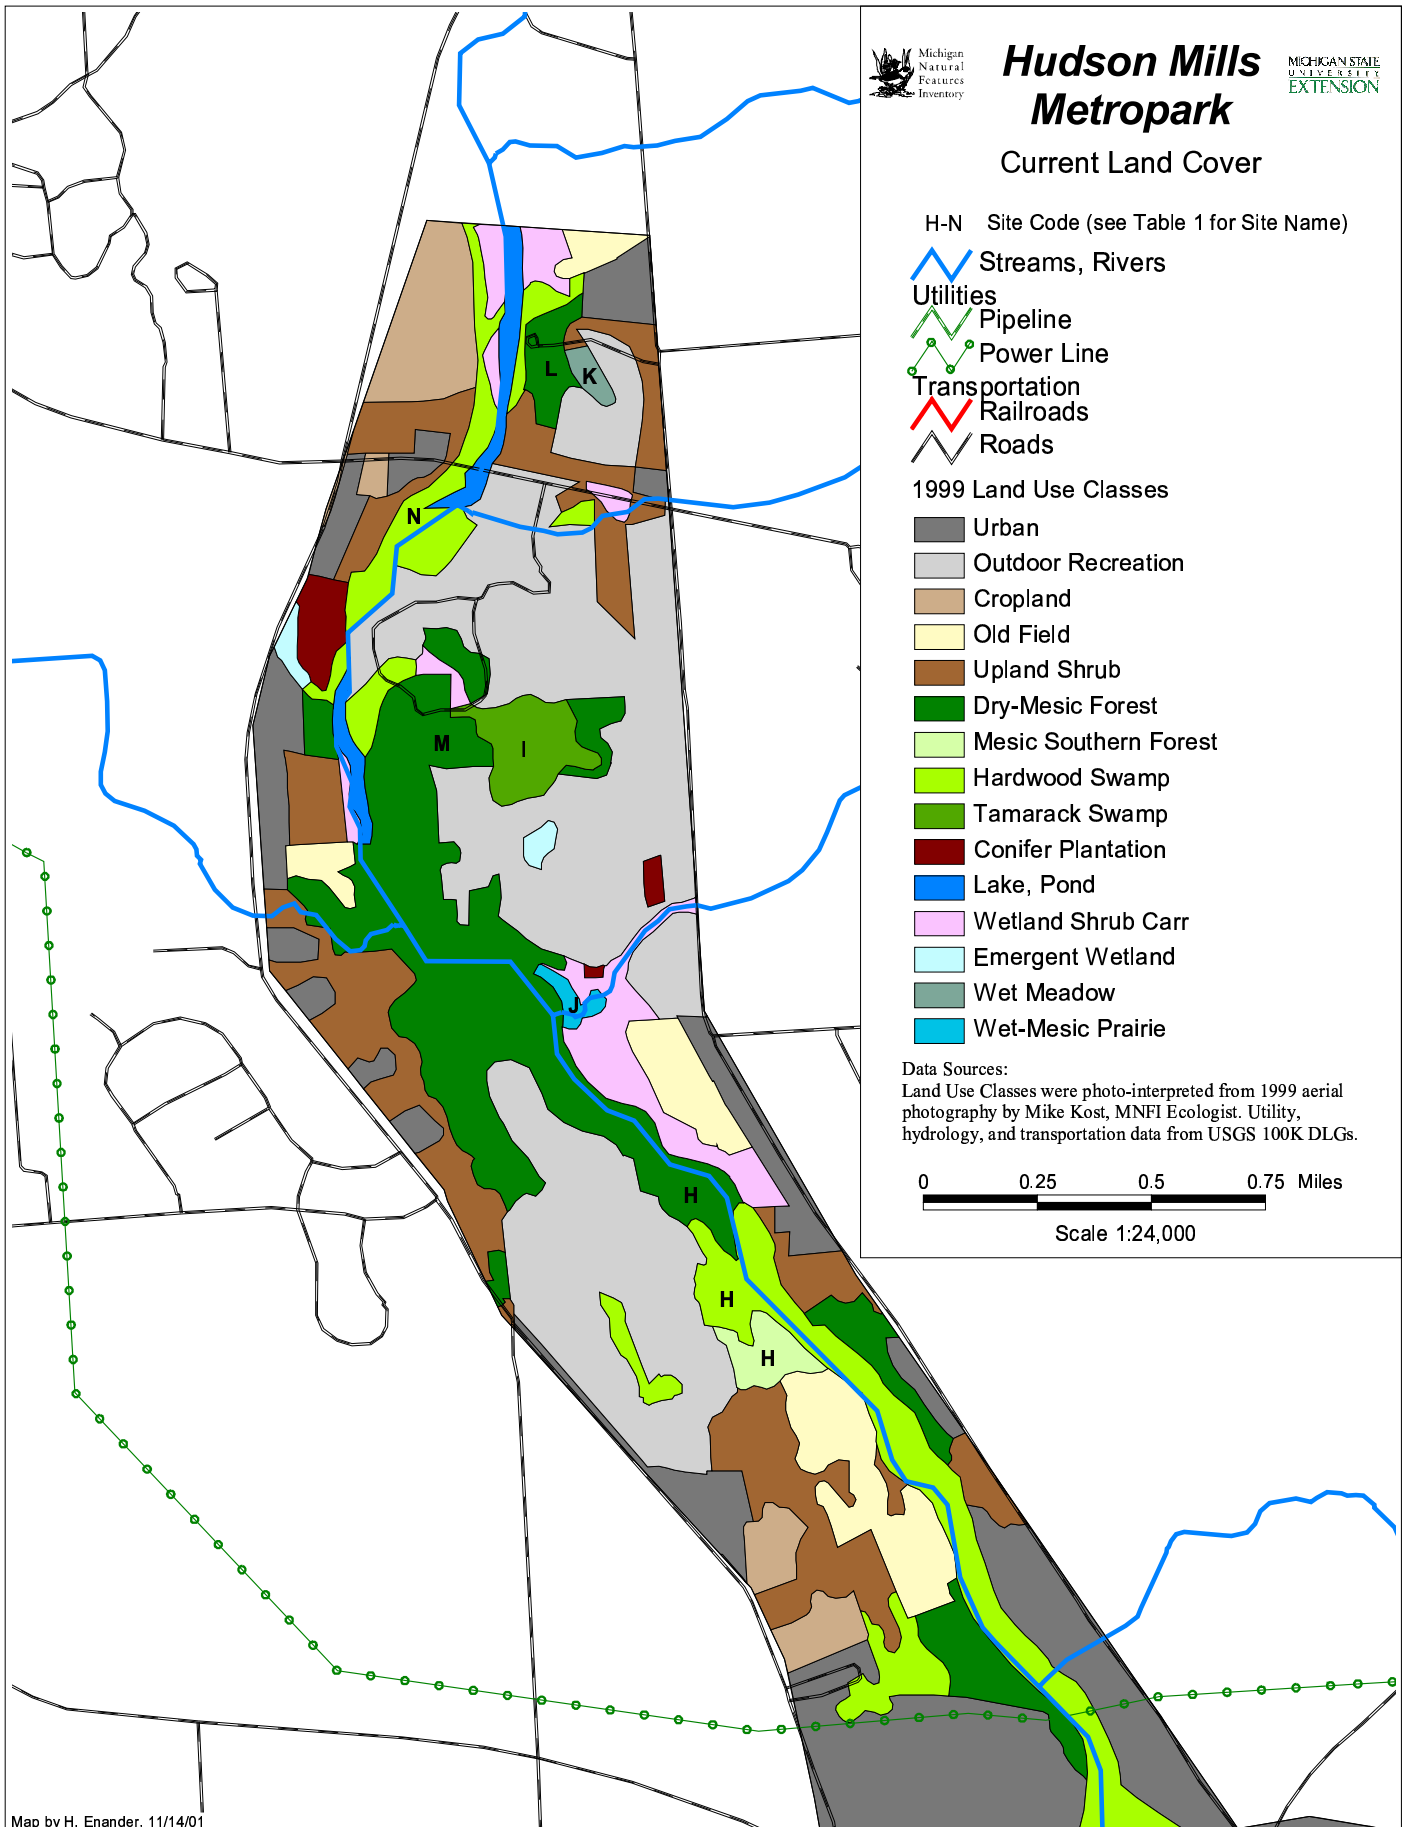 Michigan
Natural
Features
Inventory
Hudson Mills
Metropark
MICHIGAN STATE
UNIVERSITY
EXTENSION
Current Land Cover
H-N Site Code (see Table 1 for Site Name)
Streams, Rivers
Utilities
Pipeline
Power Line
Transportation
Railroads
Roads
1999 Land Use Classes
Urban
Outdoor Recreation
Cropland
Old Field
Upland Shrub
Dry-Mesic Forest
Mesic Southern Forest
Hardwood Swamp
Tamarack Swamp
Conifer Plantation
Lake, Pond
Wetland Shrub Carr
Emergent Wetland
Wet Meadow
Wet-Mesic Prairie
Data Sources:
Land Use Classes were photo-interpreted from 1999 aerial
photography by Mike Kost, MNFI Ecologist. Utility,
hydrology, and transportation data from USGS 100K DLGs.
0 0.25 0.5 0.75 Miles
Scale 1:24,000
L
K
N
M
I
J
H
H
H
Map by H. Enander, 11/14/01